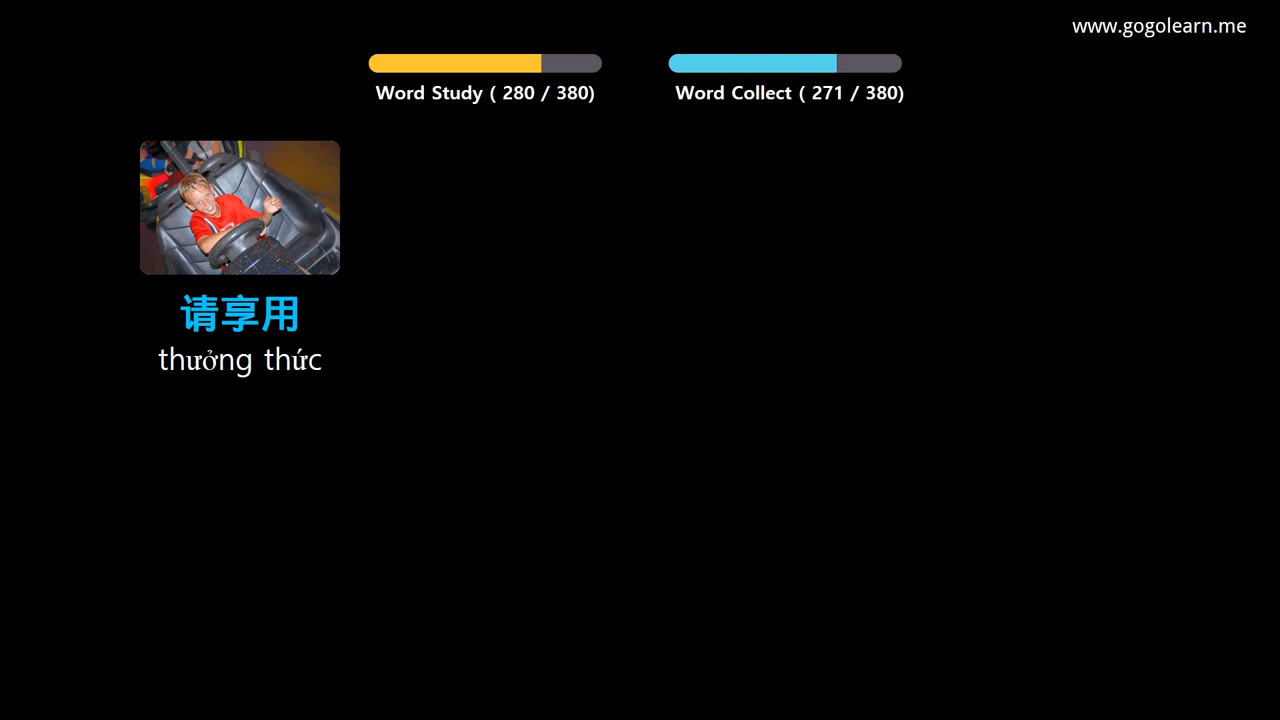 www.gogolearn.me
Word Study ( 280 / 380)
Word Collect ( 271 / 380)
请享用
thưởng thức